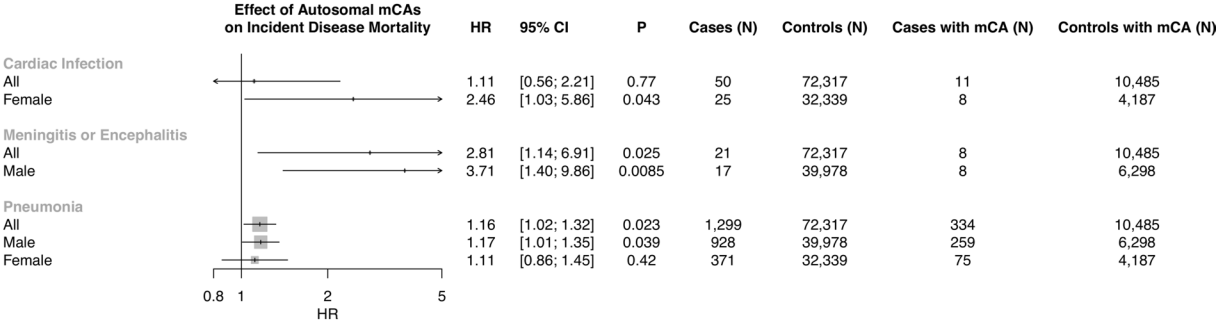 Effect of Autosomal mCAs
on Incident Disease Mortality HR 95% CI P Cases (N) Controls (N) Cases with mCA (N) Controls with mCA (N)
Cardiac Infection
All 1.11 [0.56; 2.21] 0.77 50 72,317 11 10,485
Female 2.46 [1.03; 5.86] 0.043 25 32,339 8 4,187
Meningitis or Encephalitis
All 2.81 [1.14; 6.91] 0.025 21 72,317 8 10,485
Male 3.71 [1.40; 9.86] 0.0085 17 39,978 8 6,298
Pneumonia
All 1.16 [1.02; 1.32] 0.023 1,299 72,317 334 10,485
Male 1.17 [1.01; 1.35] 0.039 928 39,978 259 6,298
Female 1.11 [0.86; 1.45] 0.42 371 32,339 75 4,187
0.8 1 2 5
HR